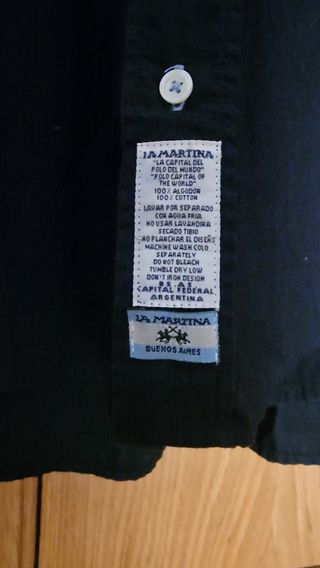 LA MARTINA
"LA CAPITAL DEL
POLO DEL MUNDO"
"POLO CAPITAL OF
THE WORLD"
100% ALGODON
100% COTTON
LAVAR POR SEPARADO
CON AGUA FRIA
NO USAR LAVANDINA
SECADO TIBIO
NO PLANCHAR EL DISEÑO
MACHINE WASH COLD
SEPARATELY
DO NOT BLEACH
TUMBLE DRY LOW
DON'T IRON DESIGN
BS.AS
CAPITAL FEDERAL
ARGENTINA
LA MARTINA
BUENOS AIRES